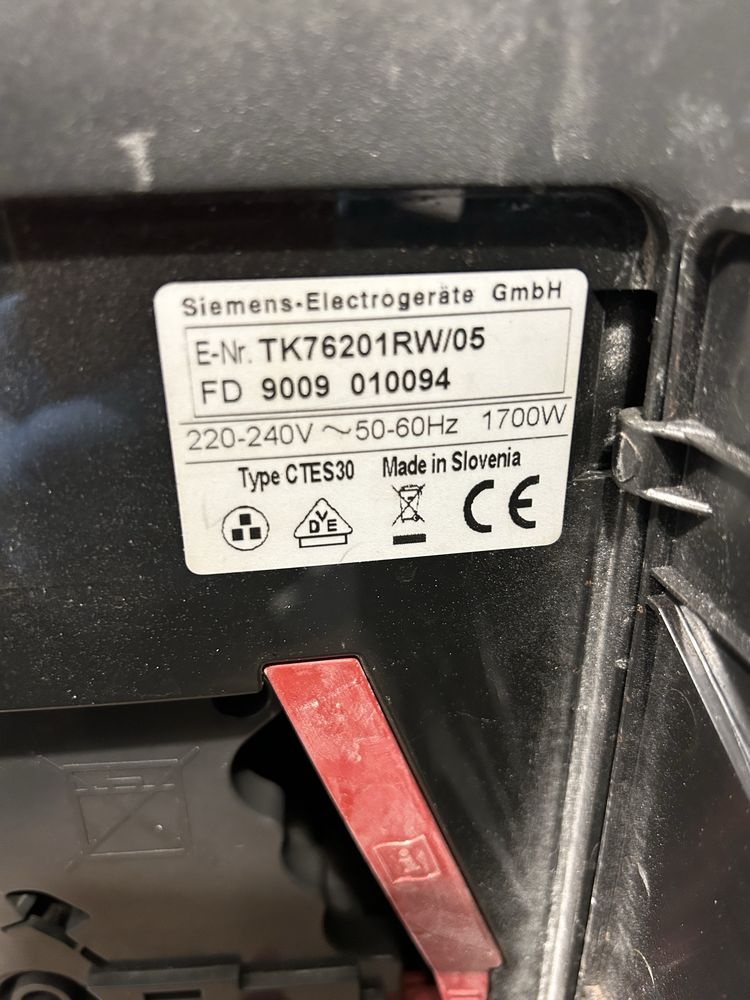 Siemens-Electrogeräte GmbH
E-Nr. TK76201RW/05
FD 9009 010094
220-240V ~ 50-60Hz 1700W
Type CTES30 Made in Slovenia
DVE CE